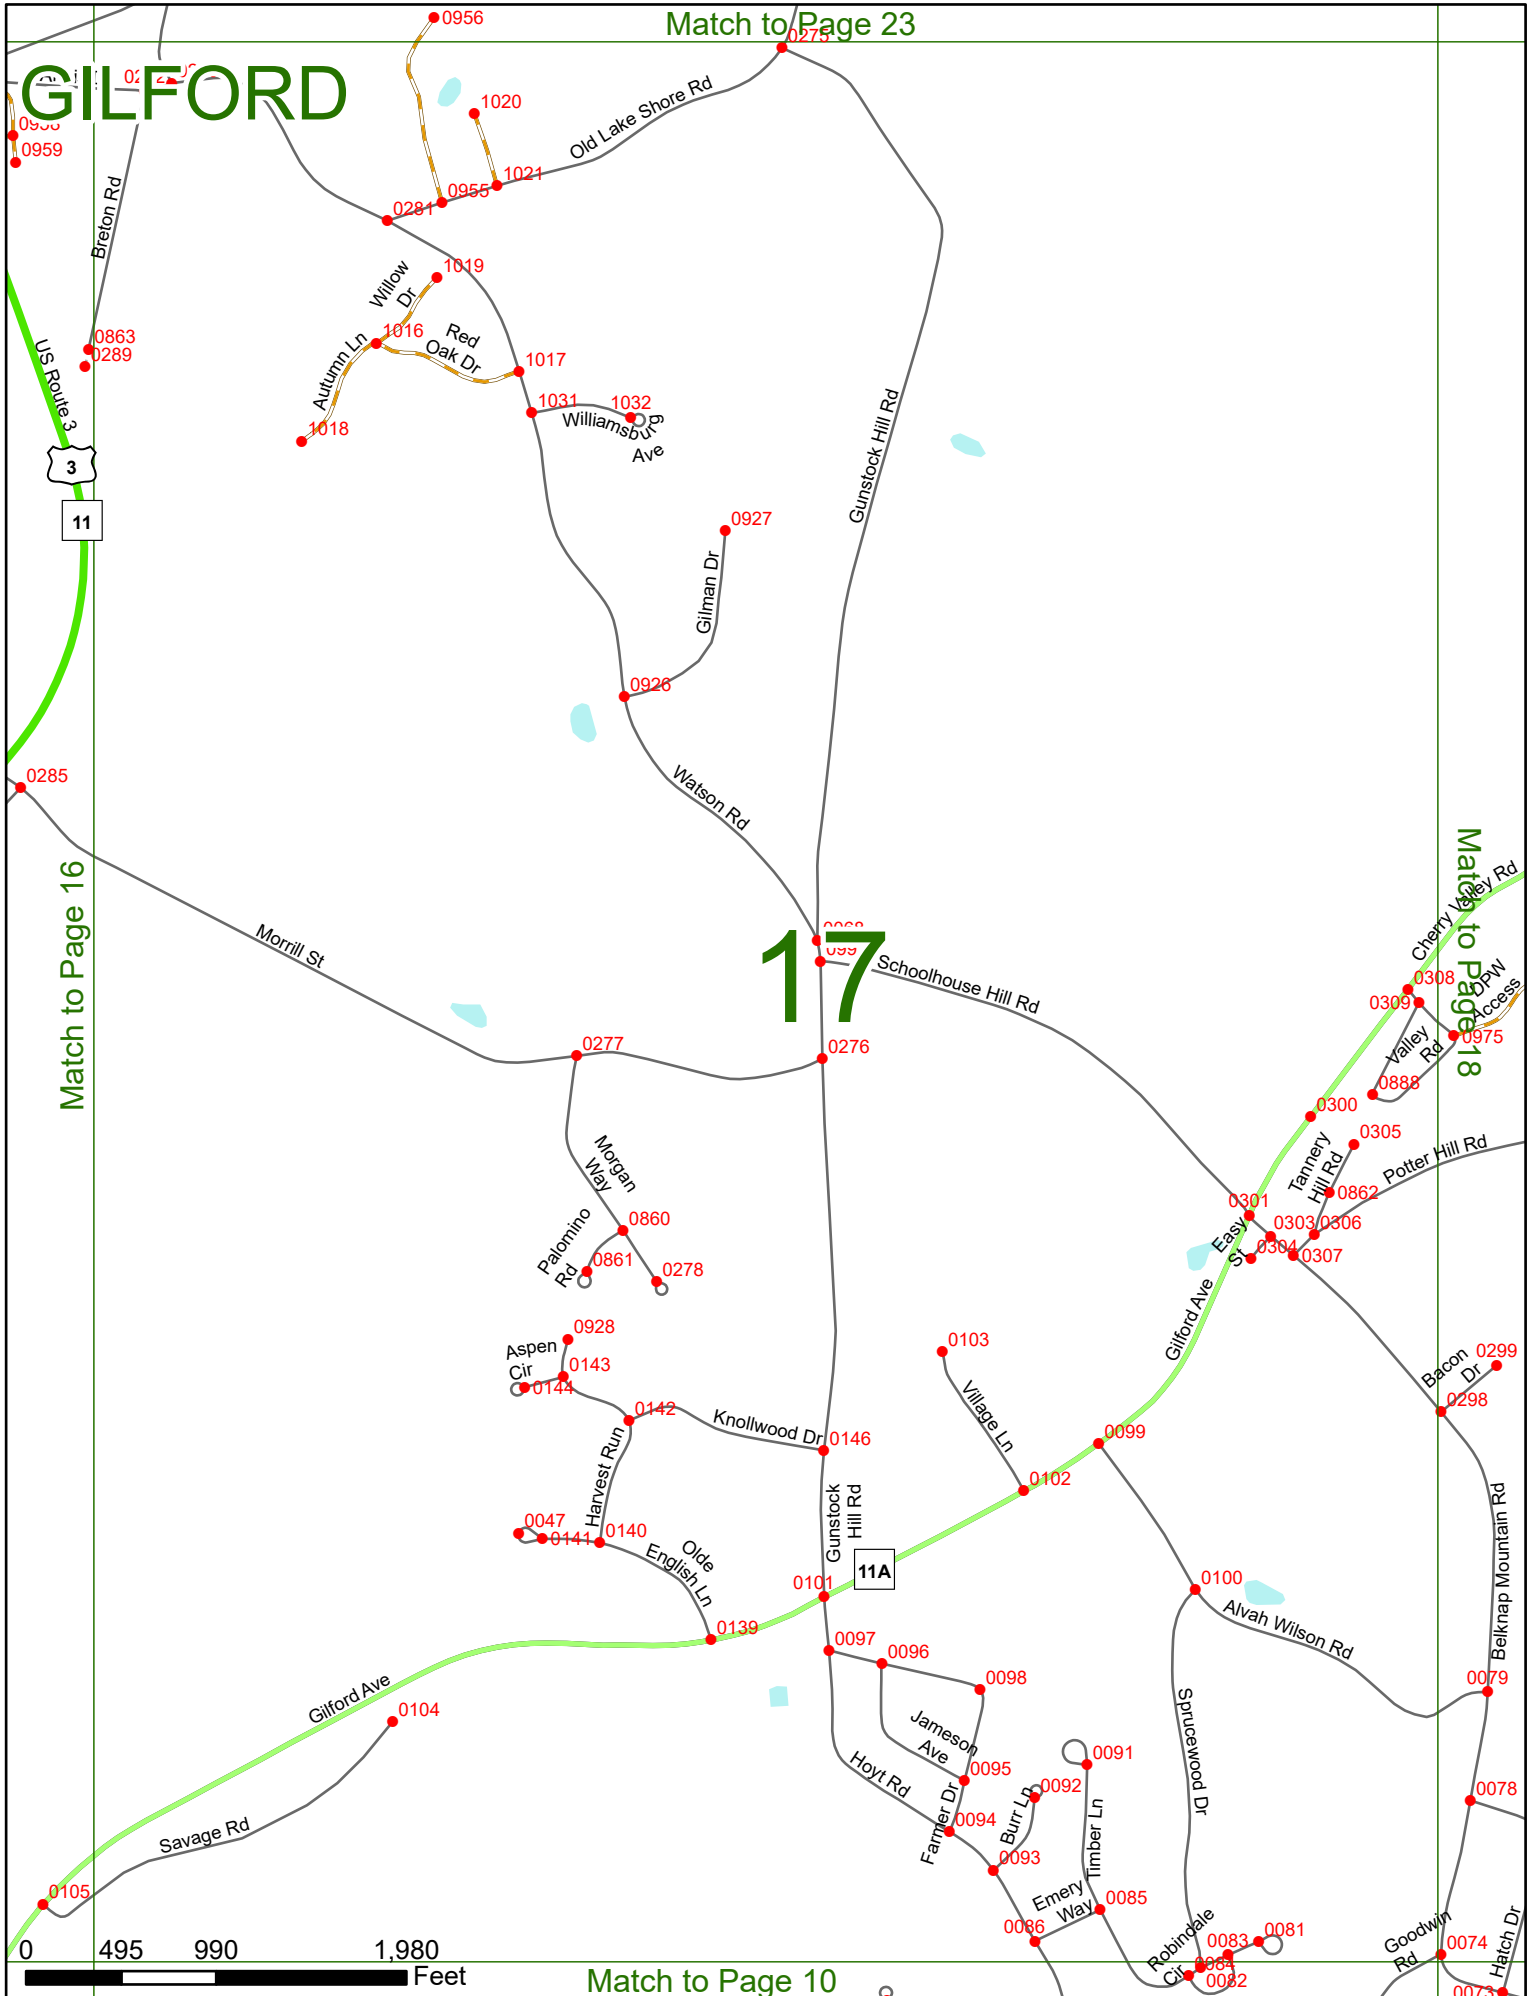 Match to Page 23
GILFORD
0956
0275
1020
0959
Old Lake Shore Rd
1021
0955
0281
Breton Rd
Willow
Dr
1019
0863
0289
US Route 3
1016
Red
Oak Dr
1017
Autumn Ln
1018
1031
1032
Williamsburg
Ave
3
11
Gunstock Hill Rd
0927
Gilman Dr
0926
0285
Watson Rd
Match to Page 16
Match to Page 18
Morrill St
17
Schoolhouse Hill Rd
Cherry Valley Rd
0308
0309
DPW
Access
0975
Valley
Rd
0888
0277
0276
0300
0305
Tannery
Hill Rd
Potter Hill Rd
0862
Morgan
Way
0860
Palomino
Rd
0861
0278
0301
0303
0306
Easy
St
0304
0307
Gilford Ave
0928
Aspen
Cir
0143
0144
0103
Bacon
Dr
0299
0298
0142
Knollwood Dr
0146
Village Ln
0099
0102
Harvest Run
0047
0141
0140
Olde
English Ln
Gunstock
Hill Rd
11A
0101
0139
0100
Alvah Wilson Rd
Belknap Mountain Rd
0097
0096
0098
0079
Gilford Ave
0104
Jameson
Ave
0095
Hoyt Rd
0091
0092
Sprucewood Dr
0078
Farmer Dr
0094
Burr Ln
Timber Ln
0093
Savage Rd
0105
Emery
Way
0085
0086
Robindale
Cir
0083
0081
0084
0082
Goodwin
Rd
0074
Hatch Dr
0073
0 495 990 1,980
Feet
Match to Page 10